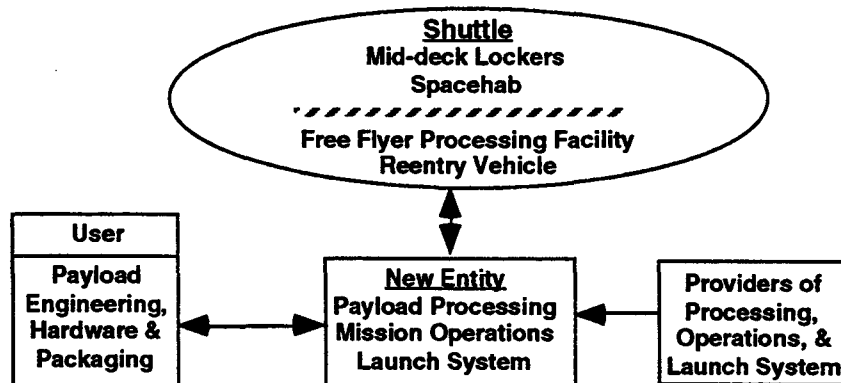 Shuttle
Mid-deck Lockers
Spacehab
Free Flyer Processing Facility
Reentry Vehicle
User
Payload
Engineering,
Hardware &
Packaging
New Entity
Payload Processing
Mission Operations
Launch System
Providers of
Processing,
Operations, &
Launch System